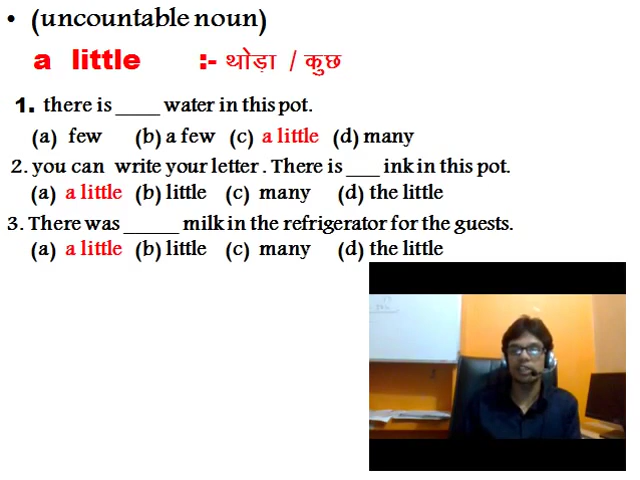 • (uncountable noun)
a little :- थोड़ा / कुछ
1. there is ____ water in this pot.
(a) few (b) a few (c) a little (d) many
2. you can write your letter . There is ___ ink in this pot.
(a) a little (b) little (c) many (d) the little
3. There was _____ milk in the refrigerator for the guests.
(a) a little (b) little (c) many (d) the little